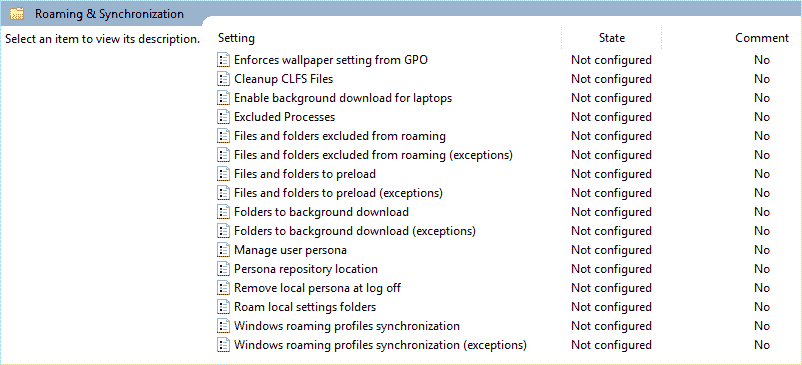 Roaming & Synchronization
Select an item to view its description.
Setting State Comment
Enforces wallpaper setting from GPO Not configured No
Cleanup CLFS Files Not configured No
Enable background download for laptops Not configured No
Excluded Processes Not configured No
Files and folders excluded from roaming Not configured No
Files and folders excluded from roaming (exceptions) Not configured No
Files and folders to preload Not configured No
Files and folders to preload (exceptions) Not configured No
Folders to background download Not configured No
Folders to background download (exceptions) Not configured No
Manage user persona Not configured No
Persona repository location Not configured No
Remove local persona at log off Not configured No
Roam local settings folders Not configured No
Windows roaming profiles synchronization Not configured No
Windows roaming profiles synchronization (exceptions) Not configured No